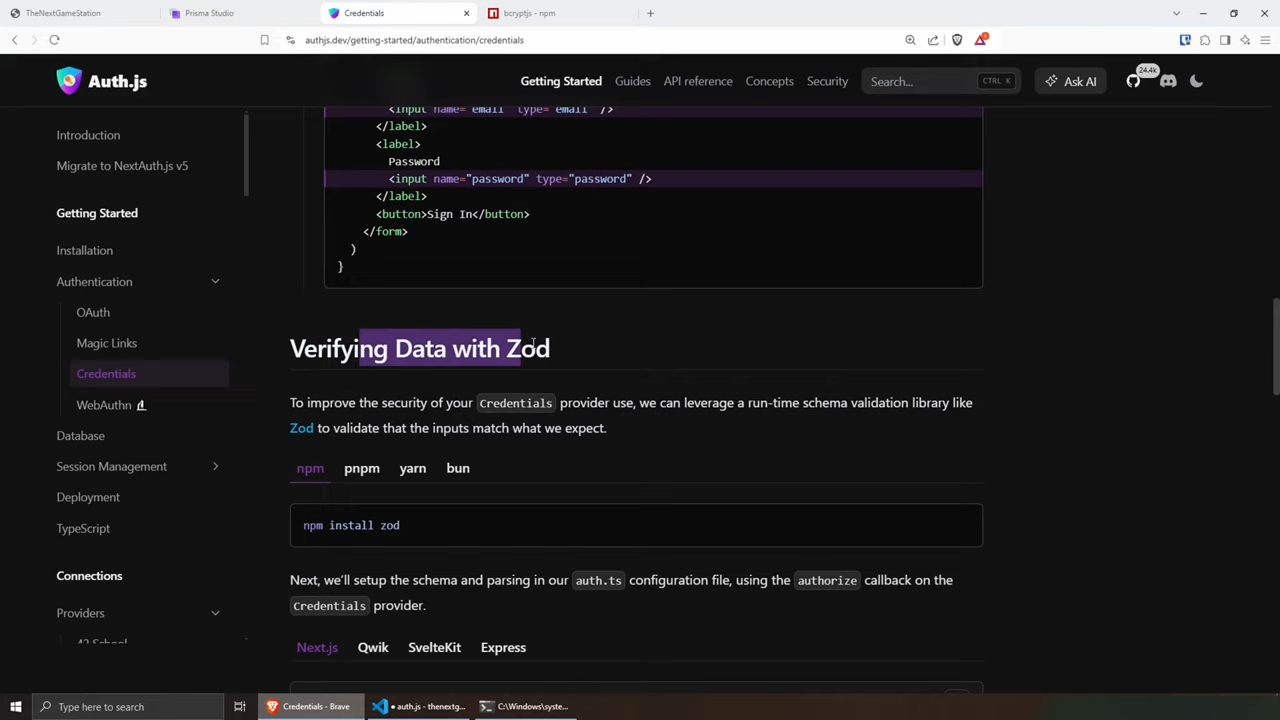 TheNextGameStation
Prisma Studio
Credentials
bcryptjs - npm
authjs.dev/getting-started/authentication/credentials
Auth.js
Getting Started
Guides
API reference
Concepts
Security
Search...
CTRL K
Ask AI
24.4k
Introduction
Migrate to NextAuth.js v5
Getting Started
Installation
Authentication
OAuth
Magic Links
Credentials
WebAuthn
Database
Session Management
Deployment
TypeScript
Connections
Providers
42 School
<input name="email" type="email" />
</label>
<label>
Password
<input name="password" type="password" />
</label>
<button>Sign In</button>
</form>
)
}
Verifying Data with Zod
To improve the security of your Credentials provider use, we can leverage a run-time schema validation library like
Zod to validate that the inputs match what we expect.
npm pnpm yarn bun
npm install zod
Next, we'll setup the schema and parsing in our auth.ts configuration file, using the authorize callback on the
Credentials provider.
Next.js Qwik SvelteKit Express
Type here to search
Credentials - Brave
● auth.js - thenextg...
C:\Windows\syste...